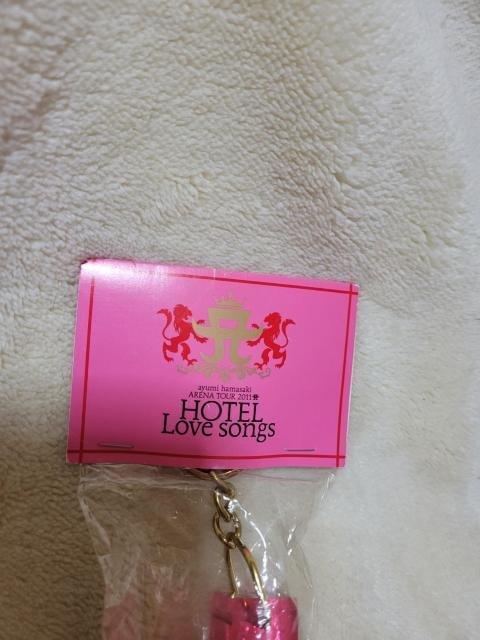 ayumi hamasaki
ARENA TOUR 2011 A
HOTEL
Love songs